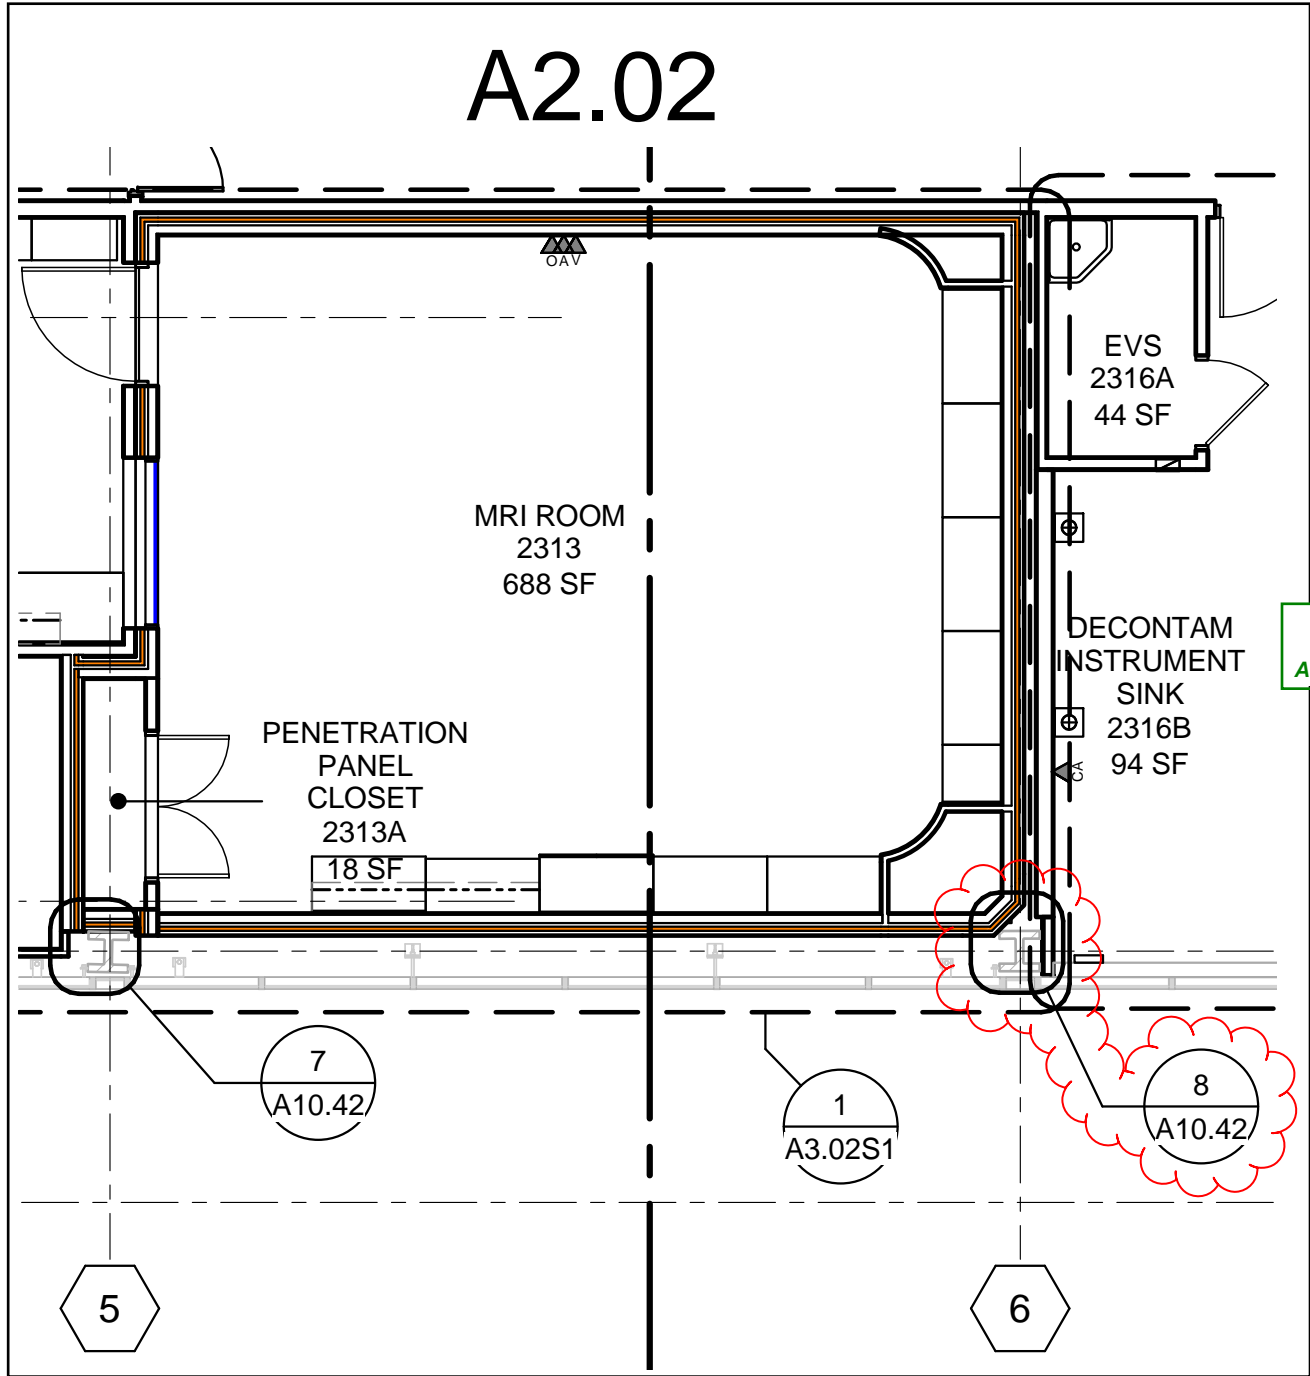 A2.02
OAV
EVS
2316A
44 SF
MRI ROOM
2313
688 SF
DECONTAM
INSTRUMENT
SINK
2316B
94 SF
CA
A
PENETRATION
PANEL
CLOSET
2313A
18 SF
7
A10.42
1
A3.02S1
8
A10.42
5
6